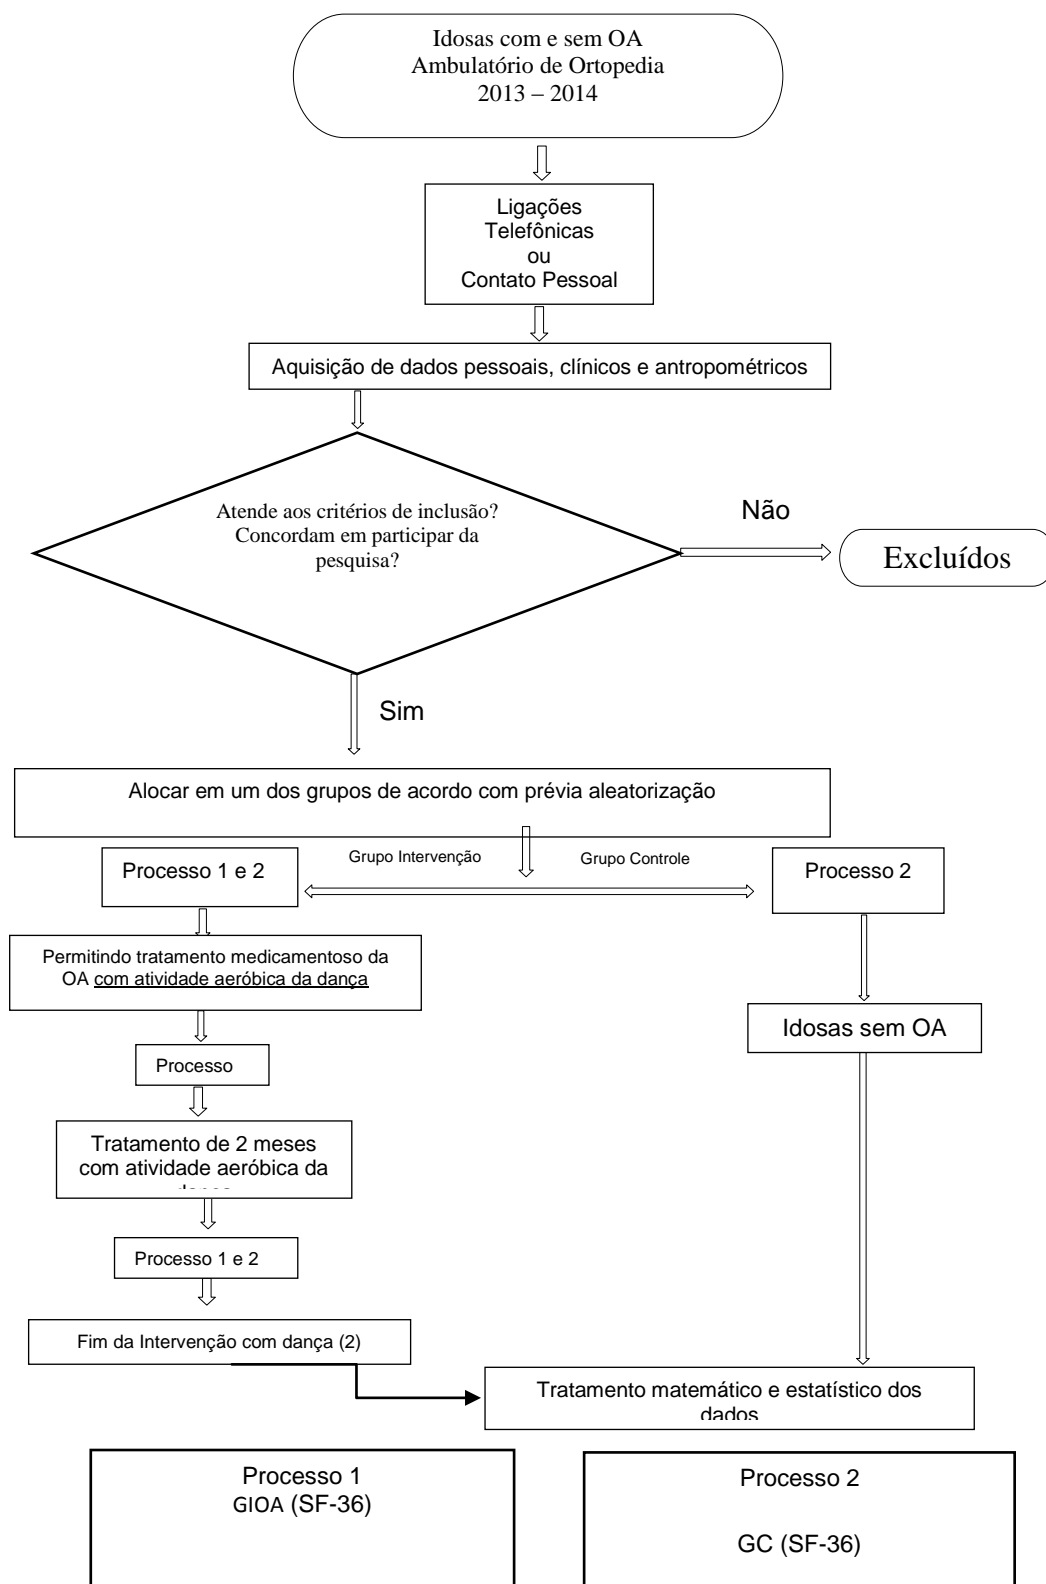 Idosas com e sem OA
Ambulatório de Ortopedia
2013 – 2014
Ligações
Telefônicas
ou
Contato Pessoal
Aquisição de dados pessoais, clínicos e antropométricos
Atende aos critérios de inclusão?
Concordam em participar da
pesquisa?
Não
Excluídos
Sim
Alocar em um dos grupos de acordo com prévia aleatorização
Grupo Intervenção
Grupo Controle
Processo 1 e 2
Processo 2
Permitindo tratamento medicamentoso da
OA com atividade aeróbica da dança
Idosas sem OA
Processo
Tratamento de 2 meses
com atividade aeróbica da
Processo 1 e 2
Fim da Intervenção com dança (2)
Tratamento matemático e estatístico dos
dados
Processo 1
GIOA (SF-36)
Processo 2
GC (SF-36)